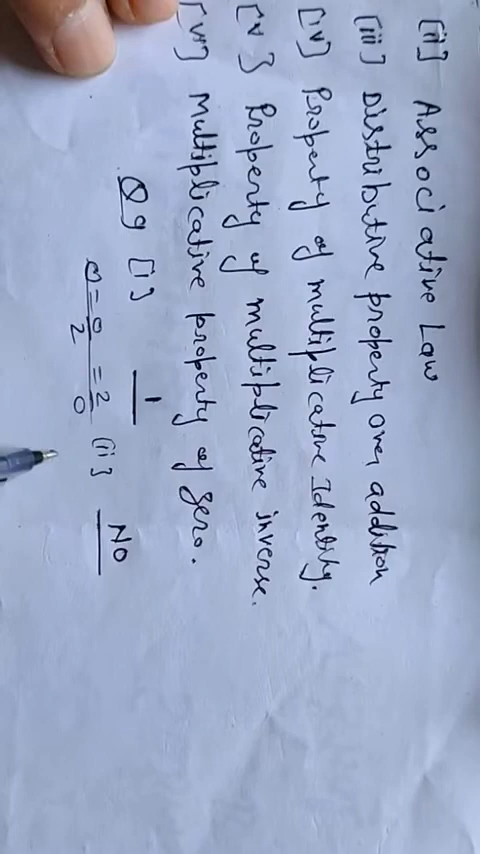 [ii] Associative Law
[iii] Distributive property over addition
[iv] Property of multiplicative Identity.
[v] Property of multiplicative inverse.
[vi] Multiplicative property of zero.
Q9 [i] 1
[ii] No
0 = 0/2 = 2/0